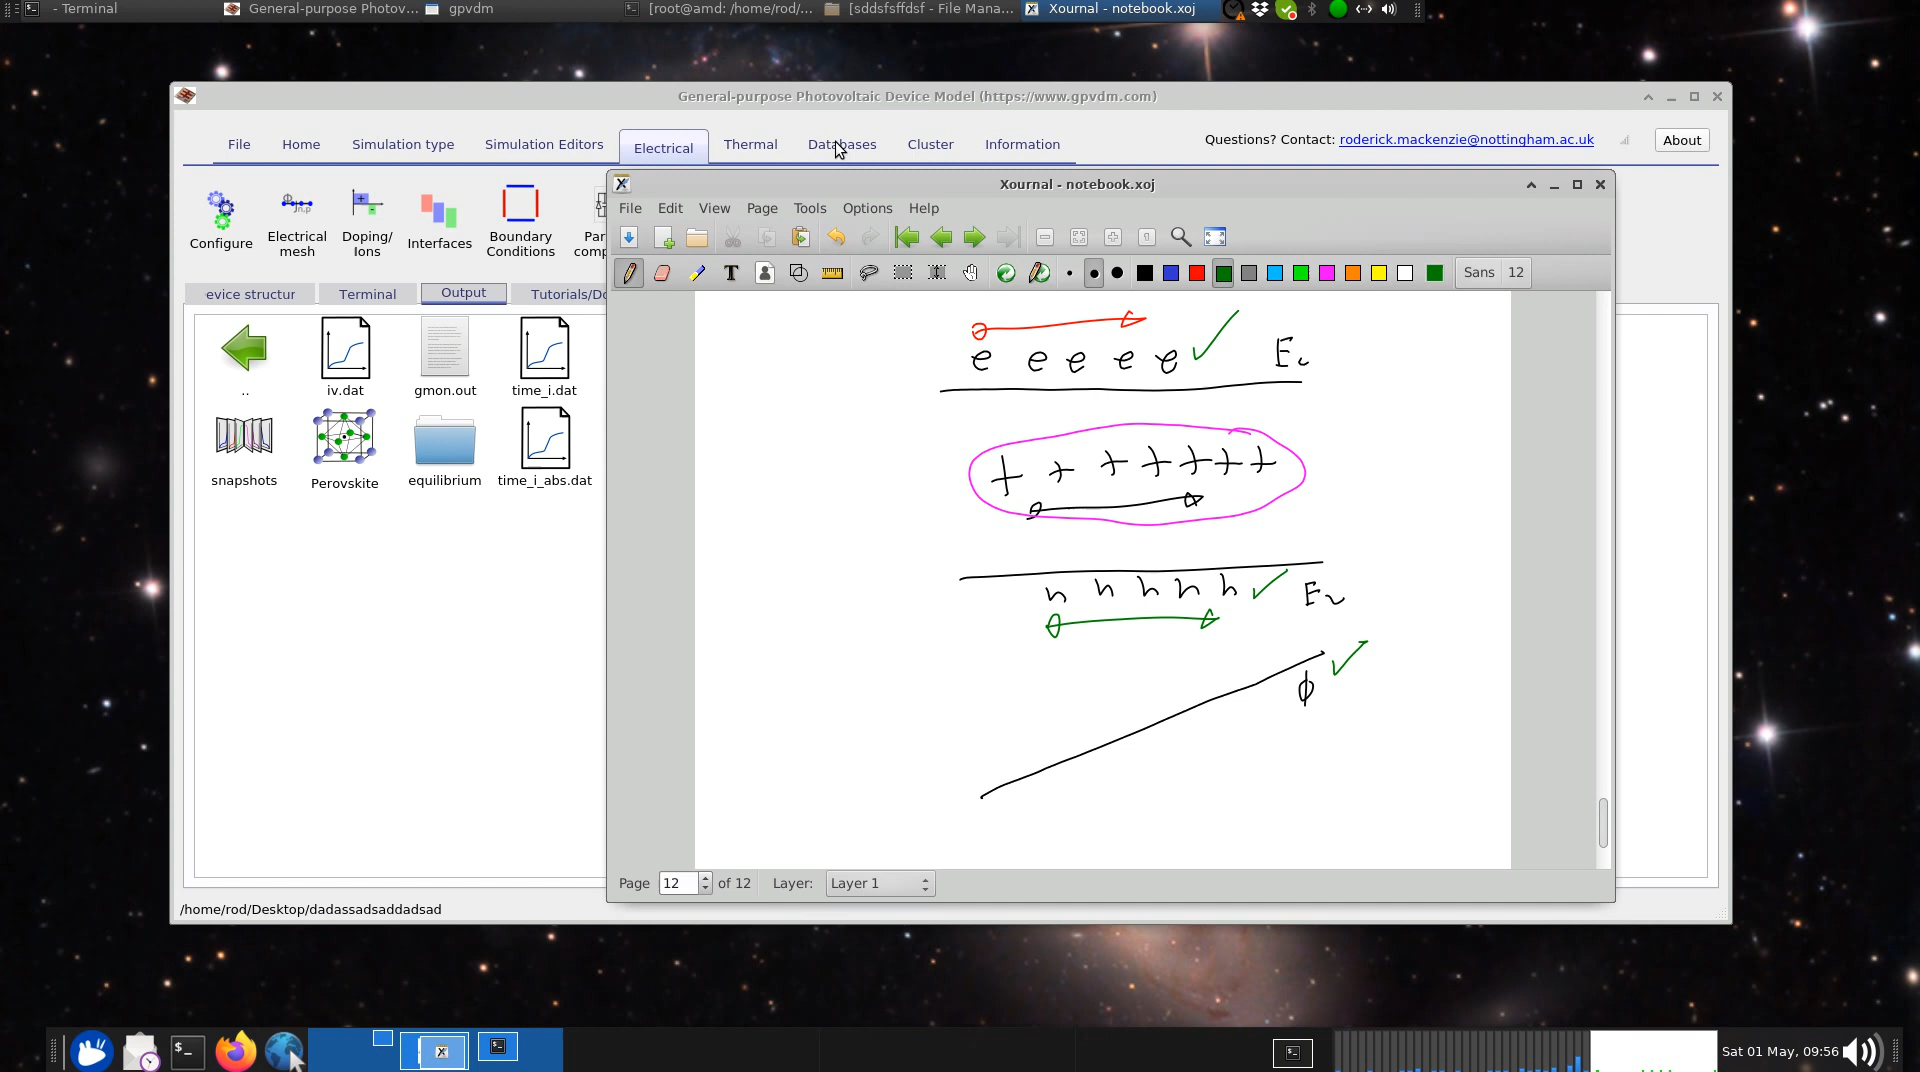 - Terminal
General-purpose Photov...
gpvdm
[root@amd: /home/rod/...
[sddsfsffdsf - File Mana...
Xournal - notebook.xoj
General-purpose Photovoltaic Device Model (https://www.gpvdm.com)
File Home Simulation type Simulation Editors Electrical Thermal Databases Cluster Information
Questions? Contact: roderick.mackenzie@nottingham.ac.uk
About
Configure
Electrical mesh
Doping/ Ions
Interfaces
Boundary Conditions
Par comp
evice structur Terminal Output Tutorials/Do
.. iv.dat gmon.out time_i.dat
snapshots Perovskite equilibrium time_i_abs.dat
/home/rod/Desktop/dadassadsaddadsad
Xournal - notebook.xoj
File Edit View Page Tools Options Help
T
Sans 12
e e e e e
+ + + + + + +
h h h h h
ϕ
Page 12 of 12 Layer: Layer 1
Sat 01 May, 09:56